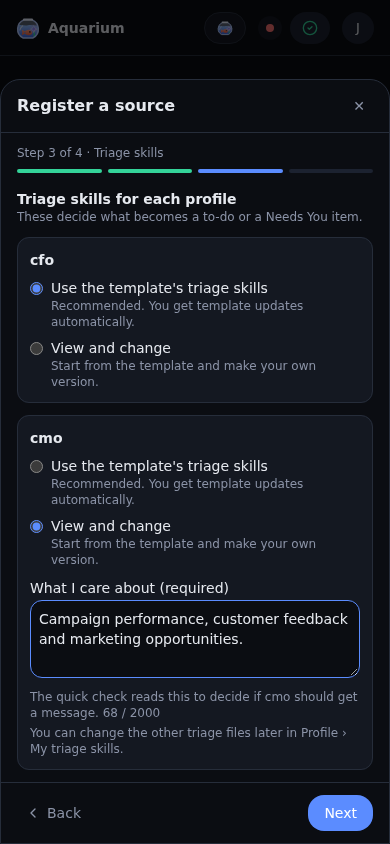 Aquarium
J
Register a source
Step 3 of 4 · Triage skills
Triage skills for each profile
These decide what becomes a to-do or a Needs You item.
cfo
Use the template's triage skills
Recommended. You get template updates
automatically.
View and change
Start from the template and make your own
version.
cmo
Use the template's triage skills
Recommended. You get template updates
automatically.
View and change
Start from the template and make your own
version.
What I care about (required)
Campaign performance, customer feedback
and marketing opportunities.
The quick check reads this to decide if cmo should get
a message. 68 / 2000
You can change the other triage files later in Profile ›
My triage skills.
Back
Next